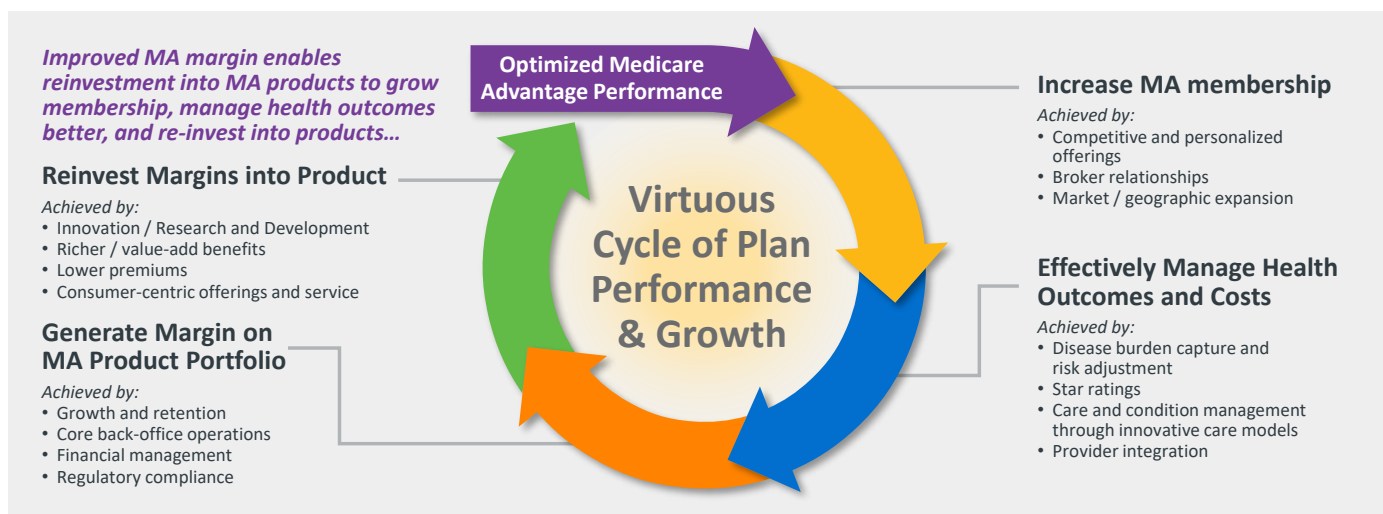 Improved MA margin enables
reinvestment into MA products to grow
membership, manage health outcomes
better, and re-invest into products…
Optimized Medicare
Advantage Performance
Virtuous
Cycle of Plan
Performance
& Growth
Increase MA membership
Achieved by:
• Competitive and personalized
offerings
• Broker relationships
• Market / geographic expansion
Effectively Manage Health
Outcomes and Costs
Achieved by:
• Disease burden capture and
risk adjustment
• Star ratings
• Care and condition management
through innovative care models
• Provider integration
Generate Margin on
MA Product Portfolio
Achieved by:
• Growth and retention
• Core back-office operations
• Financial management
• Regulatory compliance
Reinvest Margins into Product
Achieved by:
• Innovation / Research and Development
• Richer / value-add benefits
• Lower premiums
• Consumer-centric offerings and service